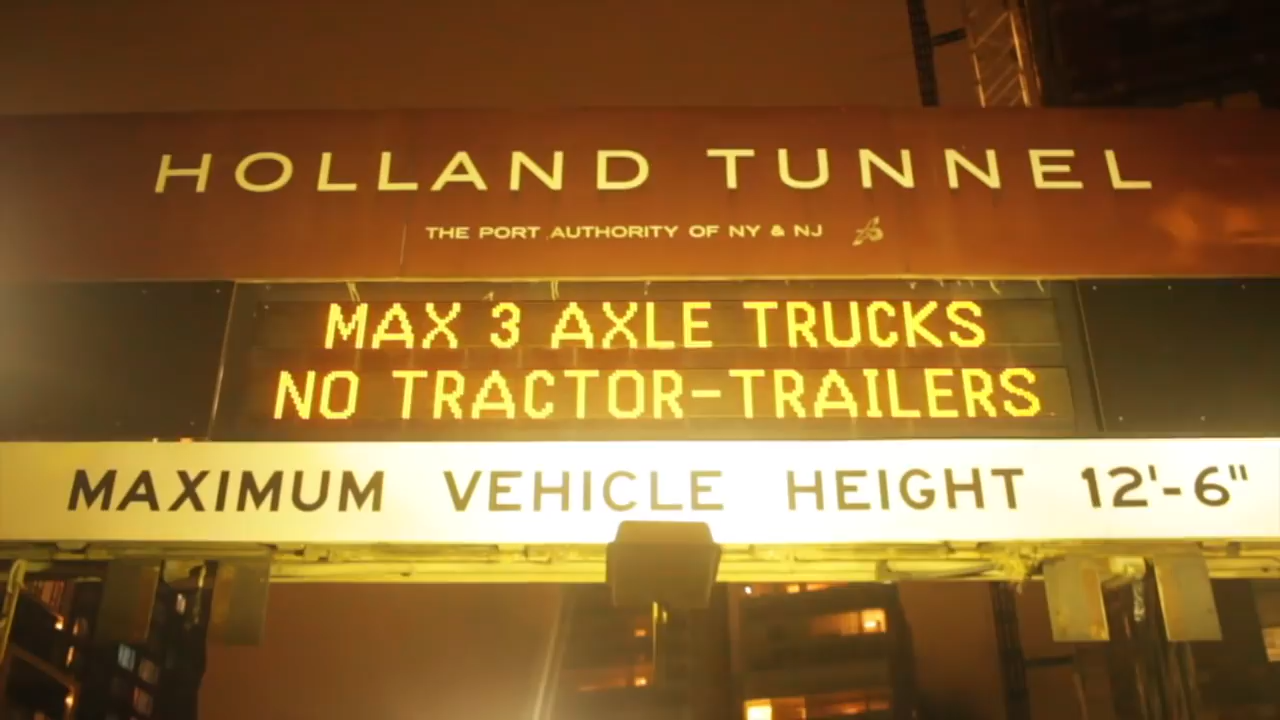 HOLLAND TUNNEL
THE PORT AUTHORITY OF NY & NJ
MAX 3 AXLE TRUCKS
NO TRACTOR-TRAILERS
MAXIMUM VEHICLE HEIGHT 12'-6"